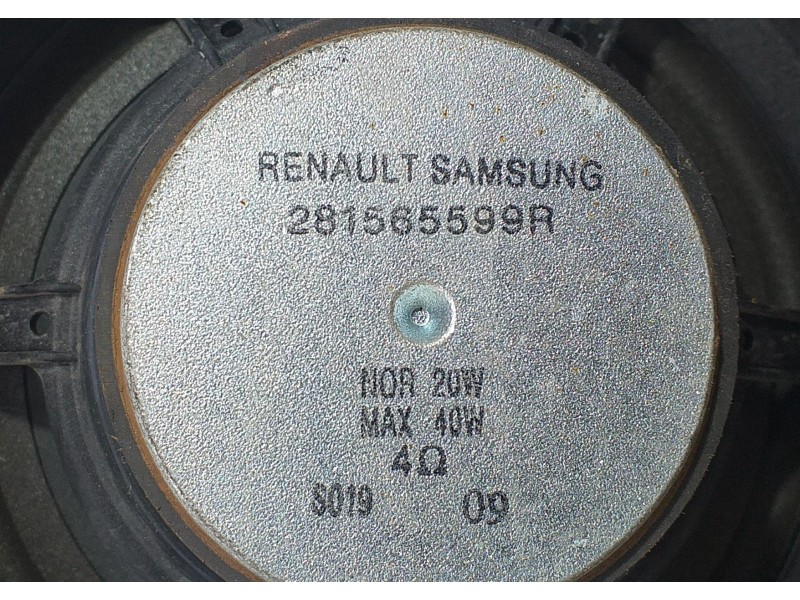 RENAULT SAMSUNG
281565599R
NOR 20W
MAX 40W
4Ω
8019 09